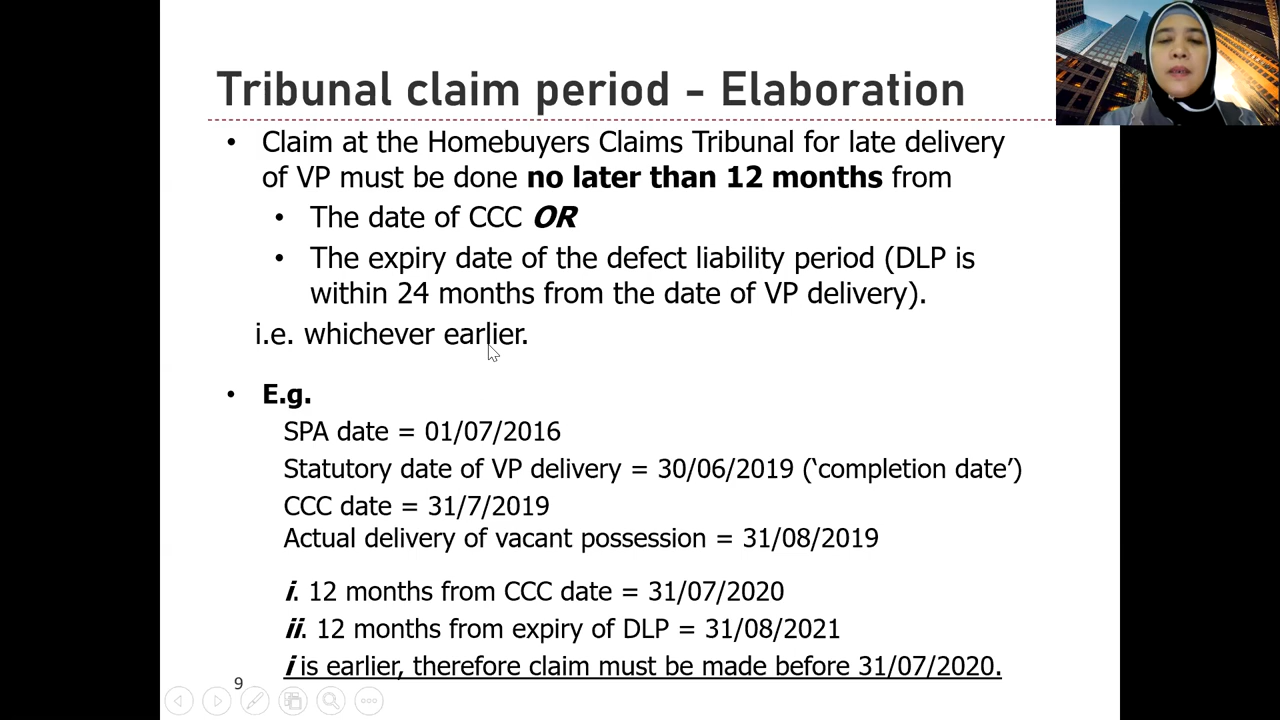 Tribunal claim period - Elaboration
• Claim at the Homebuyers Claims Tribunal for late delivery
of VP must be done no later than 12 months from
• The date of CCC OR
• The expiry date of the defect liability period (DLP is
within 24 months from the date of VP delivery).
i.e. whichever earlier.
• E.g.
SPA date = 01/07/2016
Statutory date of VP delivery = 30/06/2019 (‘completion date’)
CCC date = 31/7/2019
Actual delivery of vacant possession = 31/08/2019
i. 12 months from CCC date = 31/07/2020
ii. 12 months from expiry of DLP = 31/08/2021
i is earlier, therefore claim must be made before 31/07/2020.
9